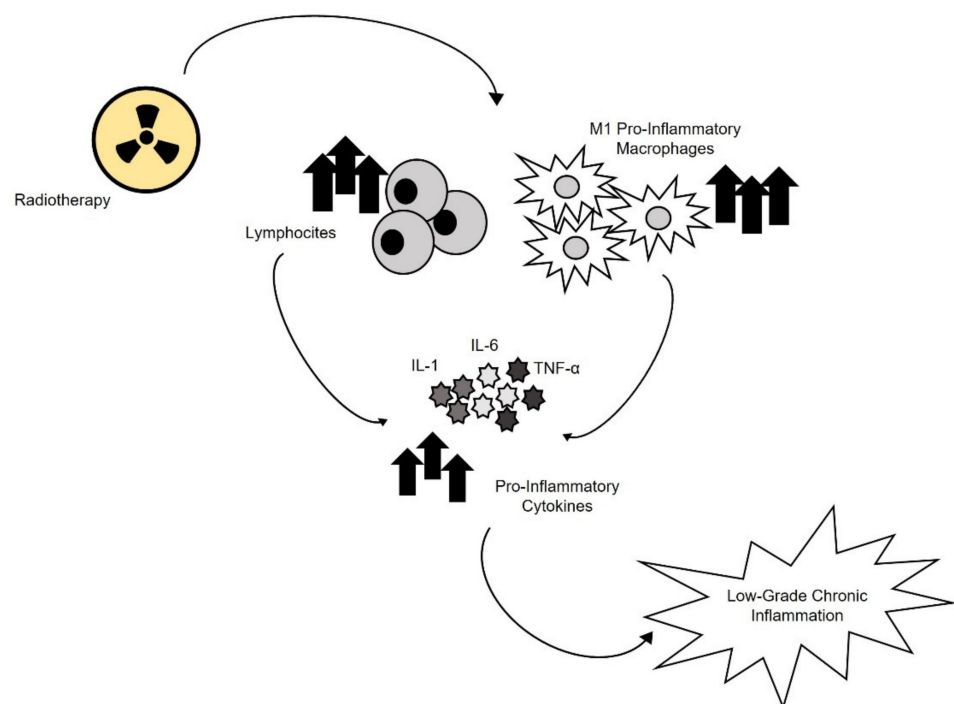 M1 Pro-Inflammatory
Macrophages
Radiotherapy
Lymphocites
IL-6
IL-1
TNF-α
Pro-Inflammatory
Cytokines
Low-Grade Chronic
Inflammation